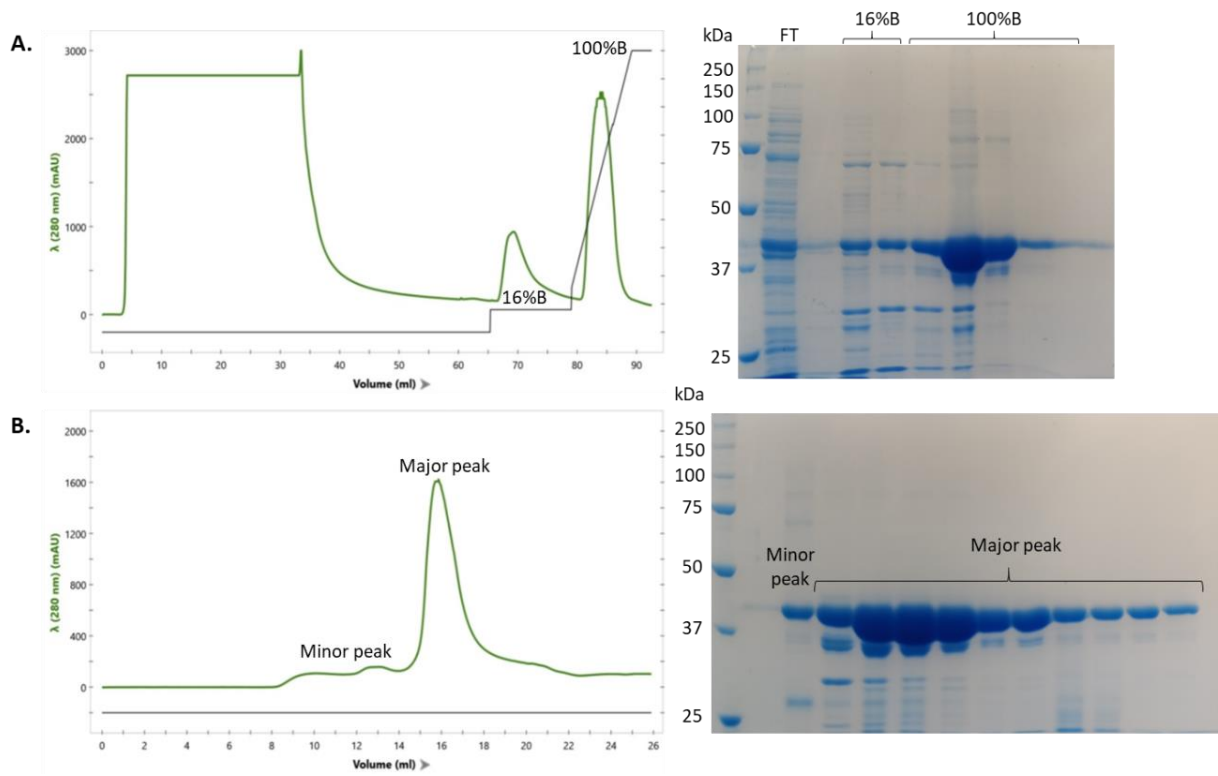 A.
λ (280 nm) (mAU)
3000
2000
1000
0
100%B
16%B
0 10 20 30 40 50 60 70 80 90
Volume (ml)
kDa
FT
16%B
100%B
250
150
100
75
50
37
25
B.
λ (280 nm) (mAU)
2000
1600
1200
800
400
0
Major peak
Minor peak
0 2 4 6 8 10 12 14 16 18 20 22 24 26
Volume (ml)
kDa
250
150
100
75
50
37
25
Minor
peak
Major peak